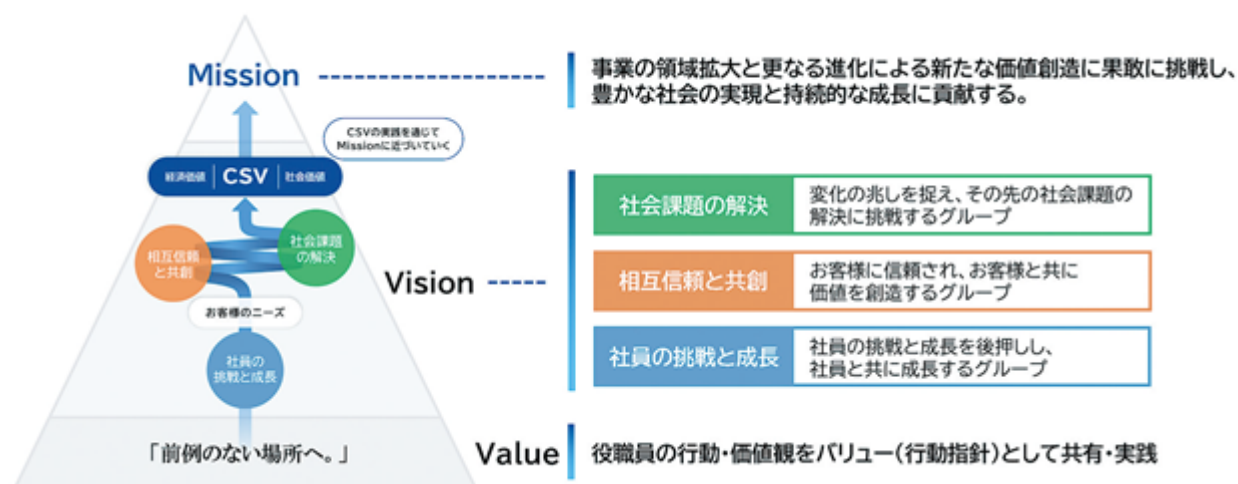 Mission
事業の領域拡大と更なる進化による新たな価値創造に果敢に挑戦し、
豊かな社会の実現と持続的な成長に貢献する。
CSVの実践を通じて
Missionに近づいていく
経済価値 CSV 社会価値
相互信頼
と共創
社会課題
の解決
お客様のニーズ
社員の
挑戦と成長
Vision
社会課題の解決
変化の兆しを捉え、その先の社会課題の
解決に挑戦するグループ
相互信頼と共創
お客様に信頼され、お客様と共に
価値を創造するグループ
社員の挑戦と成長
社員の挑戦と成長を後押しし、
社員と共に成長するグループ
「前例のない場所へ。」
Value
役職員の行動・価値観をバリュー(行動指針)として共有・実践